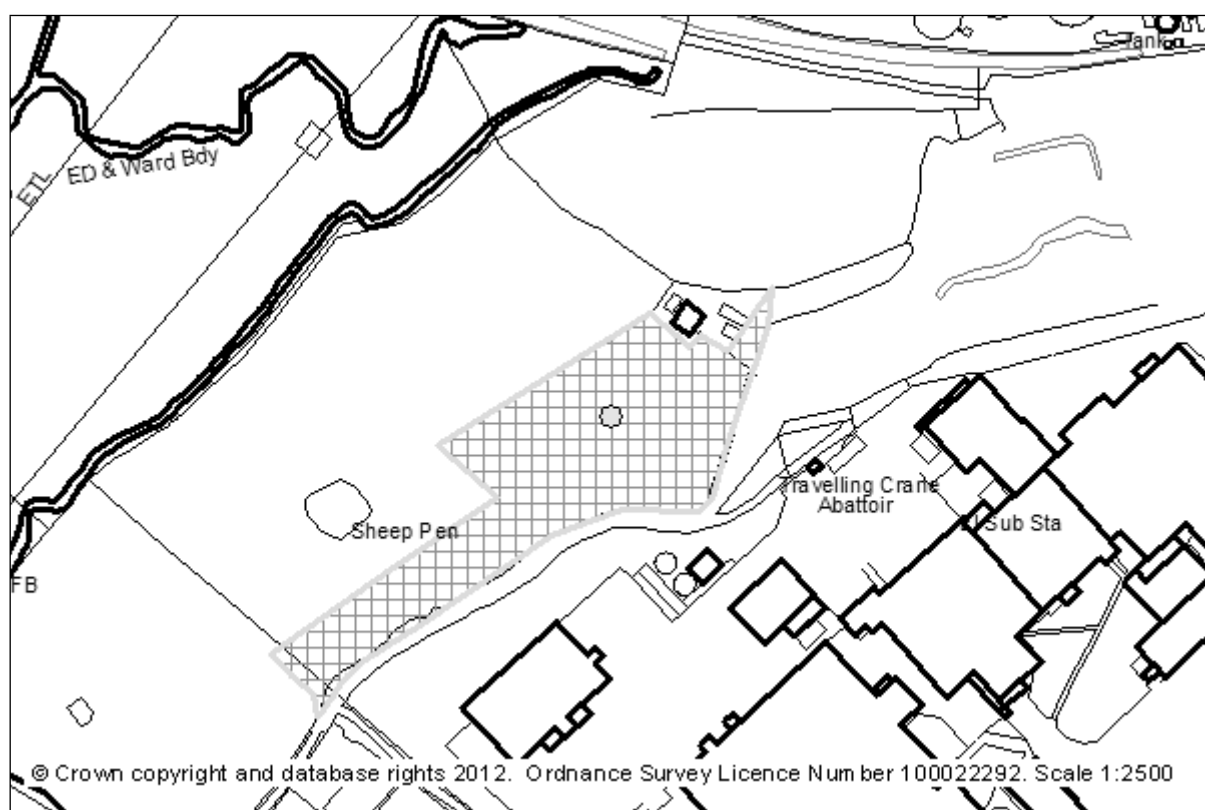 Tank
ETL
ED & Ward Bdy
Travelling Crane
Abattoir
Sub Sta
Sheep Pen
FB
© Crown copyright and database rights 2012. Ordnance Survey Licence Number 100022292. Scale 1:2500